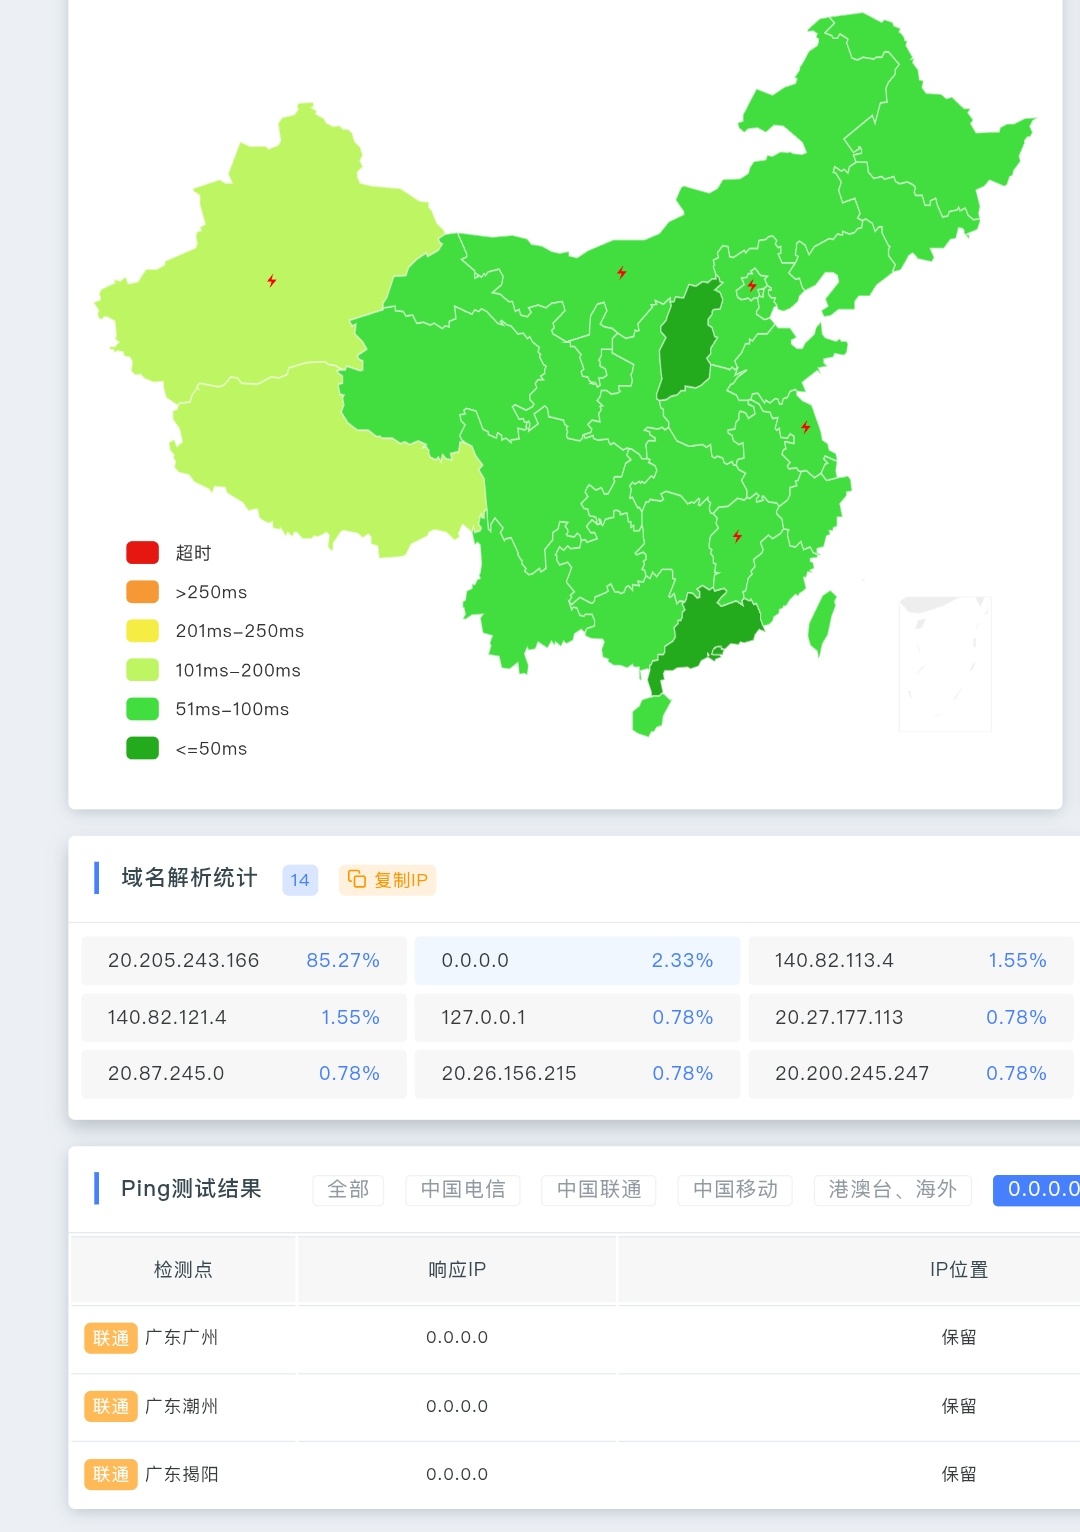 超时
>250ms
201ms-250ms
101ms-200ms
51ms-100ms
<=50ms
域名解析统计 14 复制IP
20.205.243.166 85.27% 0.0.0.0 2.33% 140.82.113.4 1.55%
140.82.121.4 1.55% 127.0.0.1 0.78% 20.27.177.113 0.78%
20.87.245.0 0.78% 20.26.156.215 0.78% 20.200.245.247 0.78%
Ping测试结果 全部 中国电信 中国联通 中国移动 港澳台、海外 0.0.0.0
检测点 响应IP IP位置
联通 广东广州 0.0.0.0 保留
联通 广东潮州 0.0.0.0 保留
联通 广东揭阳 0.0.0.0 保留